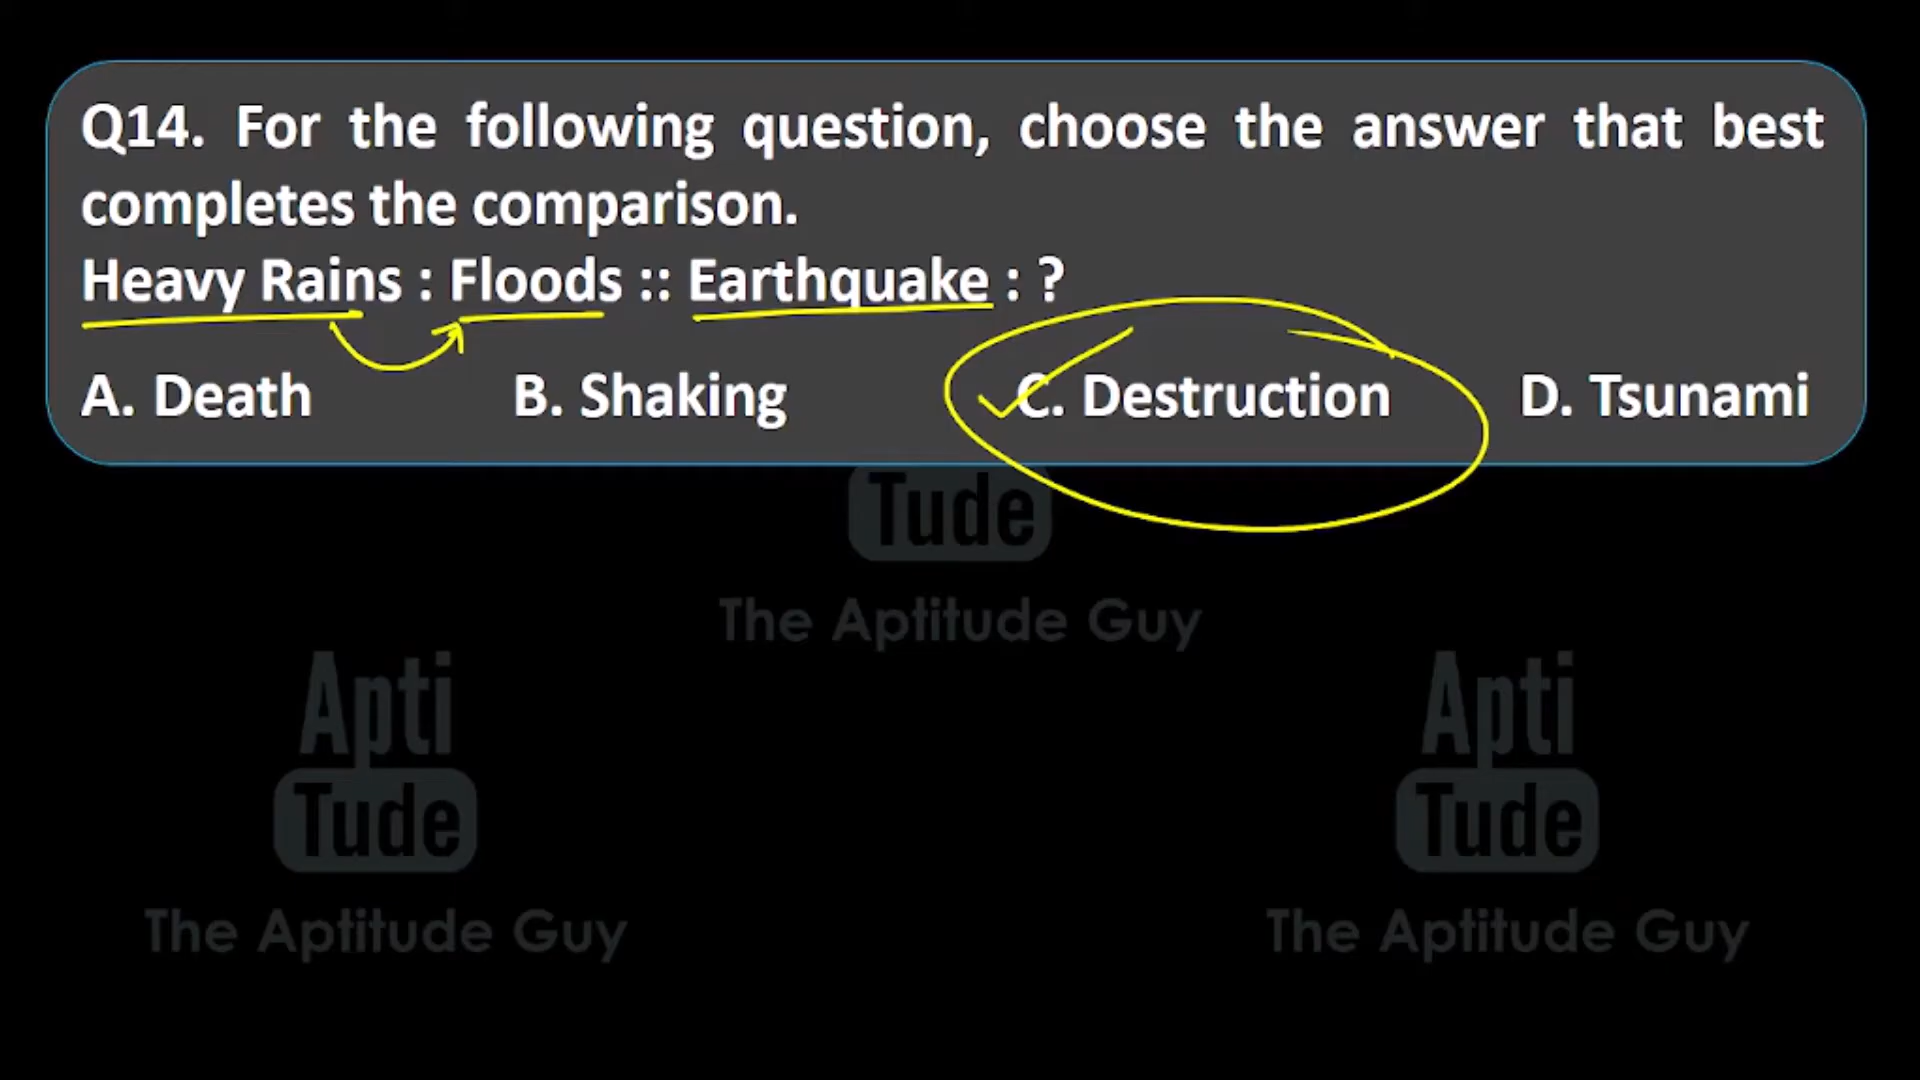 Q14. For the following question, choose the answer that best
completes the comparison.
Heavy Rains : Floods :: Earthquake : ?
A. Death B. Shaking C. Destruction D. Tsunami
Tude
The Aptitude Guy
Apti
Tude
The Aptitude Guy
Apti
Tude
The Aptitude Guy